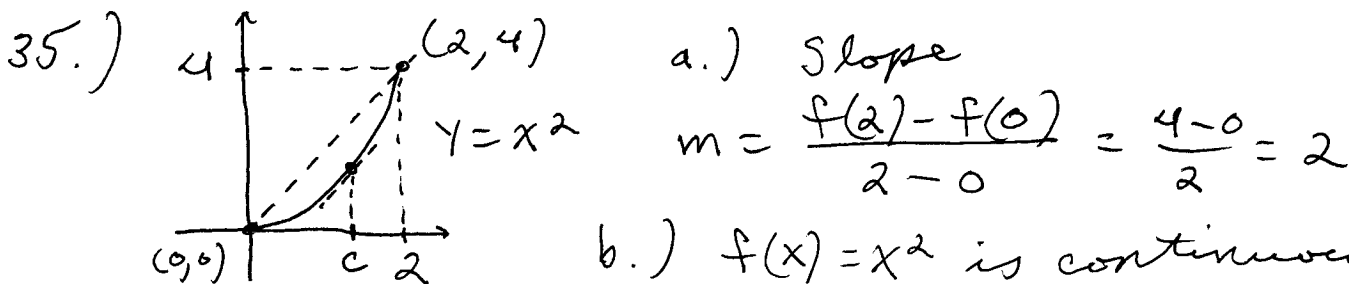 35.) 4 (2,4) a.) Slope
y = x² m = f(2) - f(0) / 2 - 0 = 4-0 / 2 = 2
(0,0) c 2 b.) f(x) = x² is